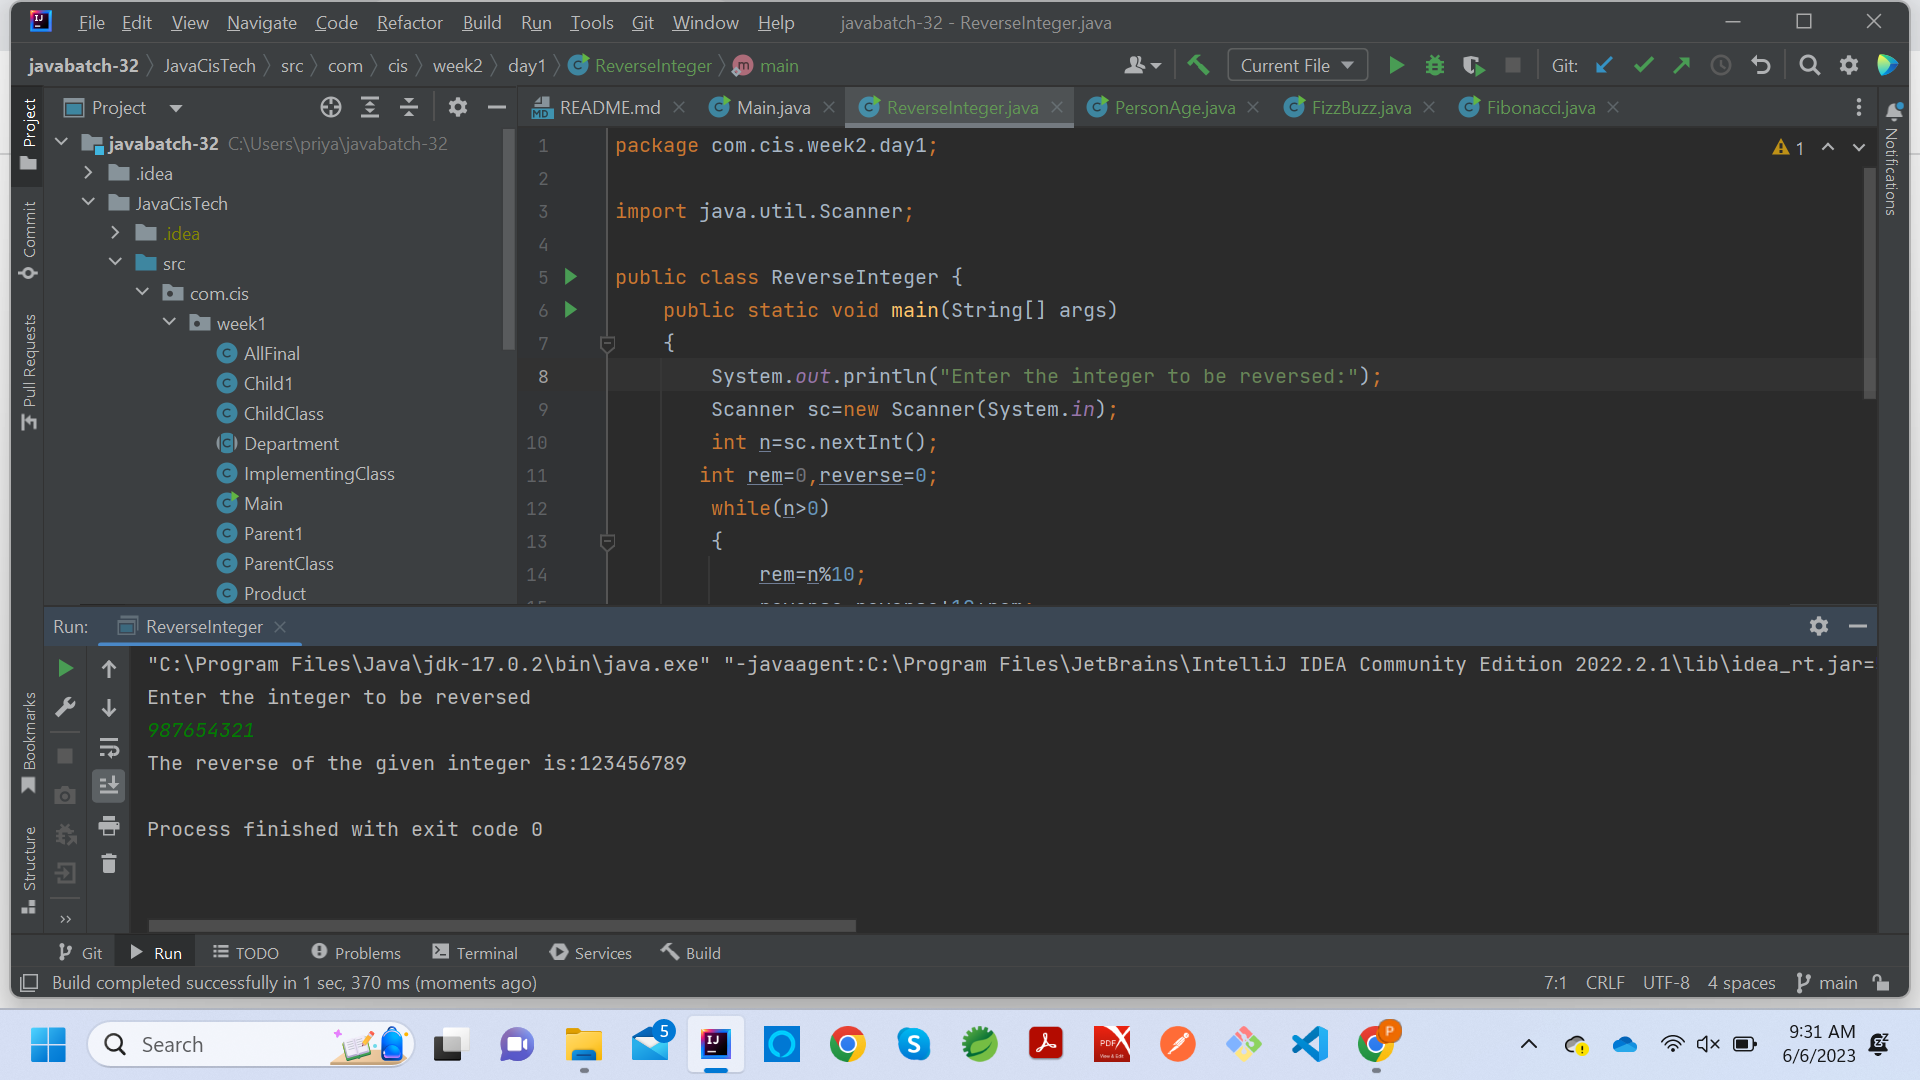 File Edit View Navigate Code Refactor Build Run Tools Git Window Help javabatch-32 - ReverseInteger.java
javabatch-32 JavaCisTech src com cis week2 day1 ReverseInteger main Current File Git:
Project
README.md Main.java ReverseInteger.java PersonAge.java FizzBuzz.java Fibonacci.java
Project
Commit
Pull Requests
Bookmarks
Structure
Notifications
javabatch-32 C:\Users\priya\javabatch-32
.idea
JavaCisTech
.idea
src
com.cis
week1
AllFinal
Child1
ChildClass
Department
ImplementingClass
Main
Parent1
ParentClass
Product
1 package com.cis.week2.day1;
2
3 import java.util.Scanner;
4
5 public class ReverseInteger {
6 public static void main(String[] args)
7 {
8 System.out.println("Enter the integer to be reversed:");
9 Scanner sc=new Scanner(System.in);
10 int n=sc.nextInt();
11 int rem=0,reverse=0;
12 while(n>0)
13 {
14 rem=n%10;
1
Run: ReverseInteger
"C:\Program Files\Java\jdk-17.0.2\bin\java.exe" "-javaagent:C:\Program Files\JetBrains\IntelliJ IDEA Community Edition 2022.2.1\lib\idea_rt.jar=
Enter the integer to be reversed
987654321
The reverse of the given integer is:123456789
Process finished with exit code 0
Git Run TODO Problems Terminal Services Build
Build completed successfully in 1 sec, 370 ms (moments ago) 7:1 CRLF UTF-8 4 spaces main
Search 5 P 9:31 AM
6/6/2023